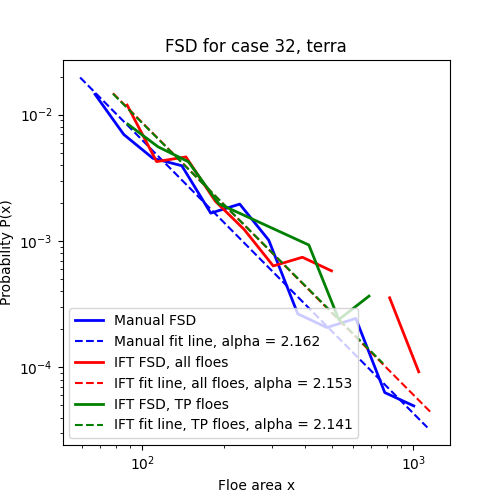 FSD for case 32, terra
Probability P(x)
10⁻²
10⁻³
10⁻⁴
Manual FSD
Manual fit line, alpha = 2.162
IFT FSD, all floes
IFT fit line, all floes, alpha = 2.153
IFT FSD, TP floes
IFT fit line, TP floes, alpha = 2.141
10² 10³
Floe area x